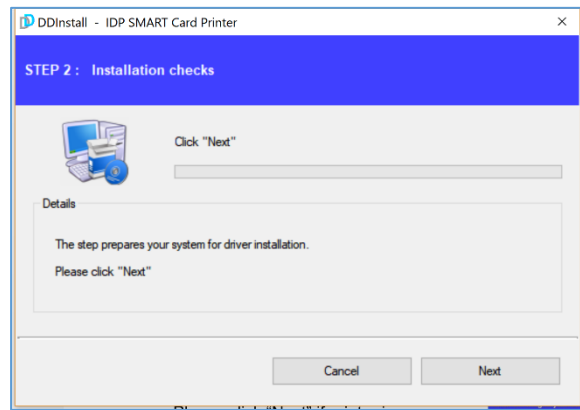 DDInstall - IDP SMART Card Printer
STEP 2 : Installation checks
Click "Next"
Details
The step prepares your system for driver installation.
Please click "Next"
Cancel
Next